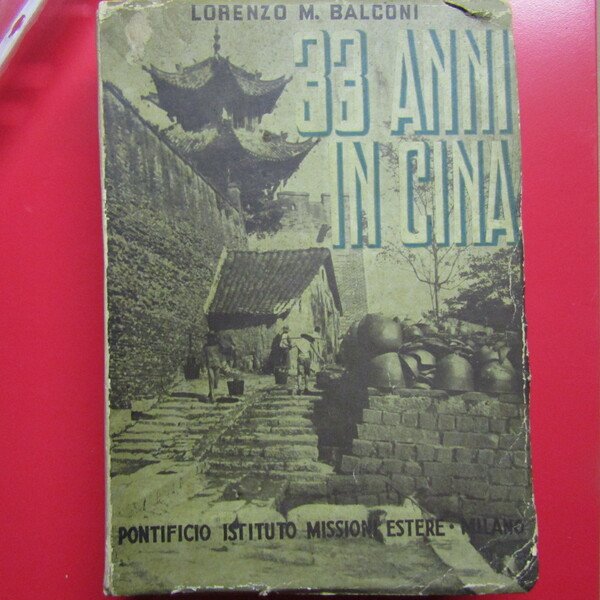 LORENZO M. BALCONI
33 ANNI
IN CINA
PONTIFICIO ISTITUTO MISSIONI ESTERE • MILANO